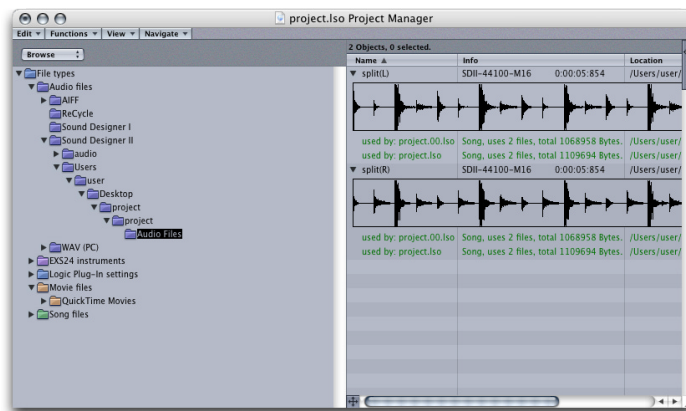 project.lso Project Manager
Edit Functions View Navigate
Browse
File types
Audio files
AIFF
ReCycle
Sound Designer I
Sound Designer II
audio
Users
user
Desktop
project
project
Audio Files
WAV (PC)
EXS24 instruments
Logic Plug-In settings
Movie files
QuickTime Movies
Song files
2 Objects, 0 selected.
Name Info Location
split(L) SDII-44100-M16 0:00:05:854 /Users/user/
used by: project.00.lso Song, uses 2 files, total 1068958 Bytes. /Users/user/
used by: project.lso Song, uses 2 files, total 1109694 Bytes. /Users/user/
split(R) SDII-44100-M16 0:00:05:854 /Users/user/
used by: project.00.lso Song, uses 2 files, total 1068958 Bytes. /Users/user/
used by: project.lso Song, uses 2 files, total 1109694 Bytes. /Users/user/